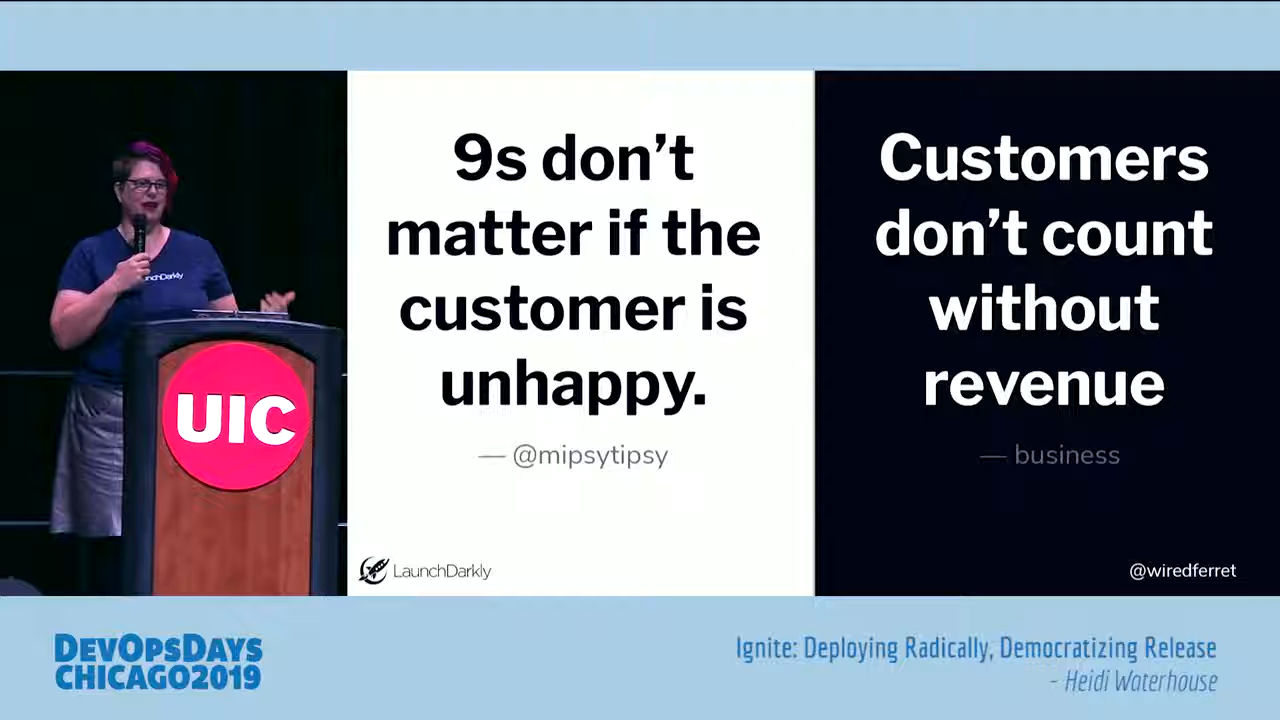 9s don't
matter if the
customer is
unhappy.
— @mipsytipsy
LaunchDarkly
Customers
don't count
without
revenue
— business
@wiredferret
UIC
DEVOPSDAYS
CHICAGO2019
Ignite: Deploying Radically, Democratizing Release
- Heidi Waterhouse